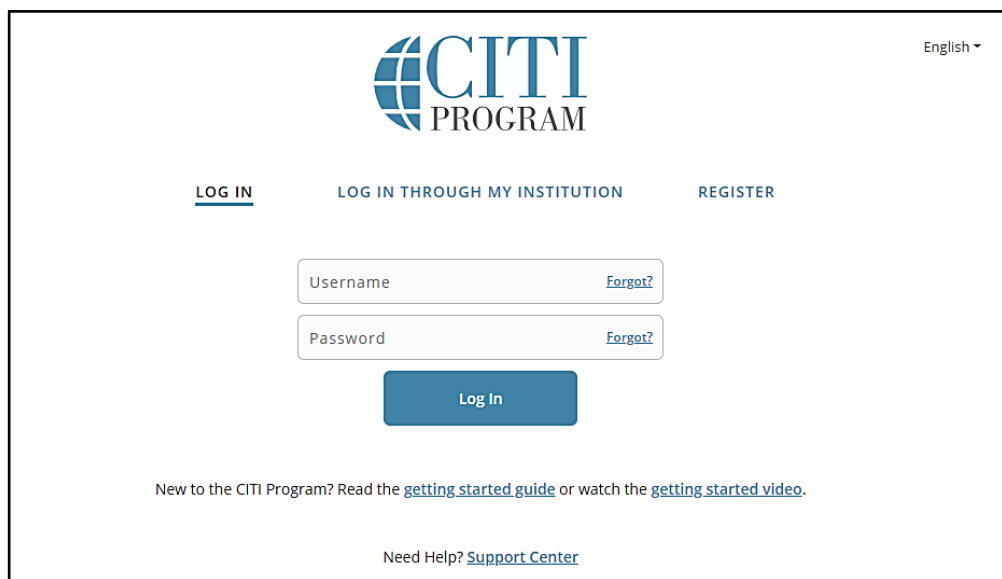 CITI
PROGRAM
English
LOG IN LOG IN THROUGH MY INSTITUTION REGISTER
Username Forgot?
Password Forgot?
Log In
New to the CITI Program? Read the getting started guide or watch the getting started video.
Need Help? Support Center